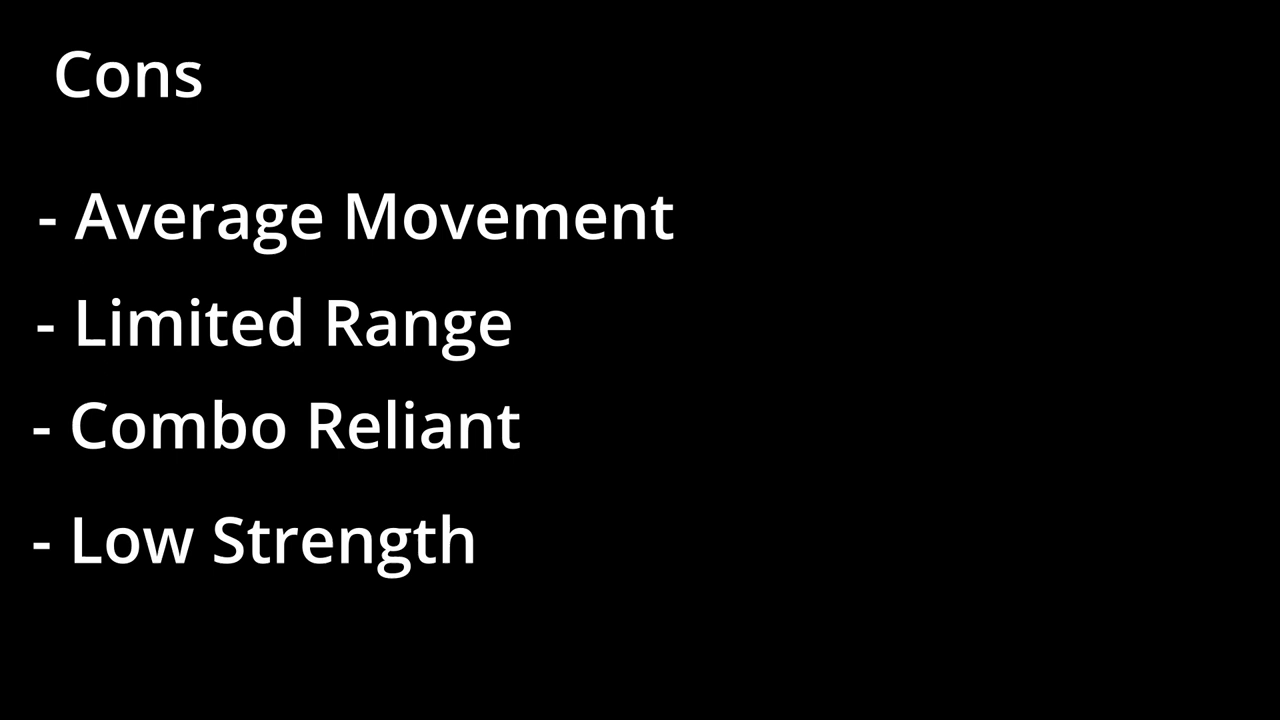 Cons
- Average Movement
- Limited Range
- Combo Reliant
- Low Strength